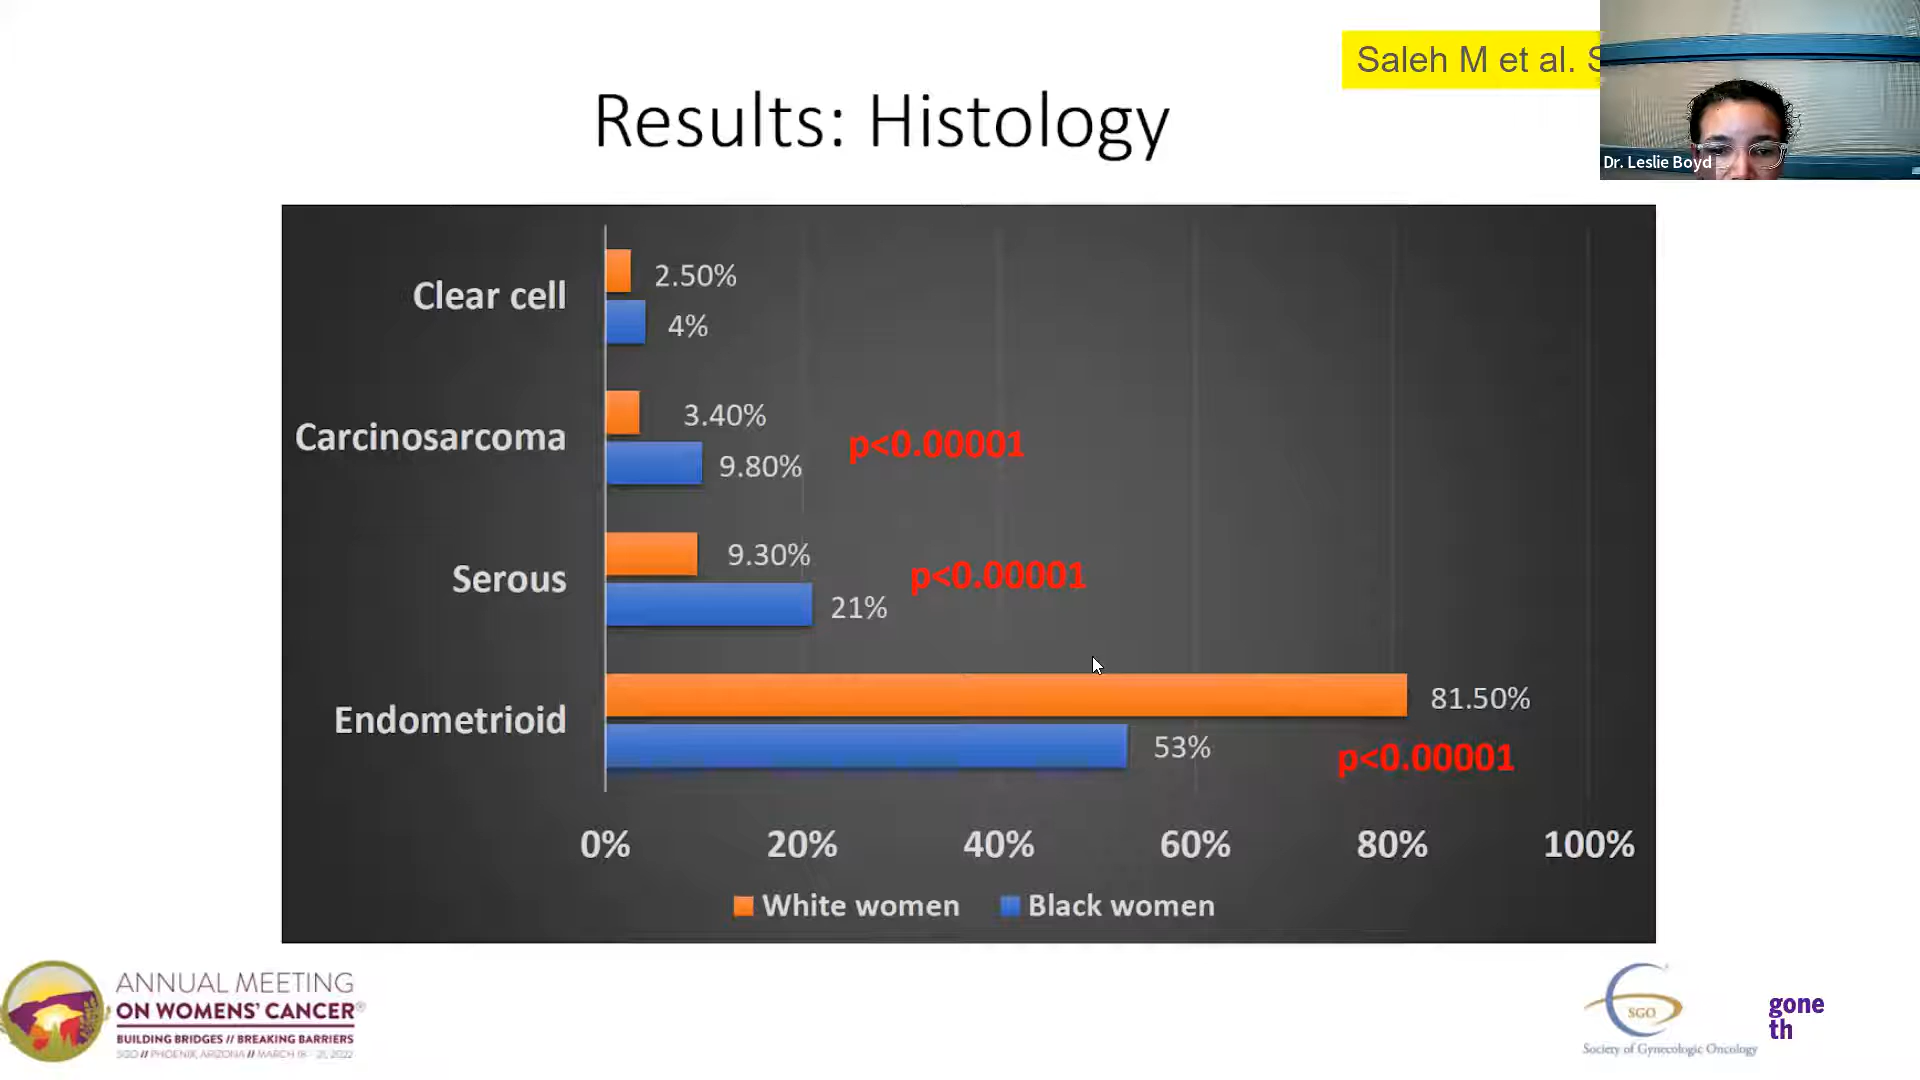 Saleh M et al.
Results: Histology
Dr. Leslie Boyd
Clear cell
2.50%
4%
Carcinosarcoma
3.40%
9.80%
p<0.00001
Serous
9.30%
21%
p<0.00001
Endometrioid
81.50%
53%
p<0.00001
0% 20% 40% 60% 80% 100%
White women Black women
ANNUAL MEETING
ON WOMENS' CANCER®
BUILDING BRIDGES // BREAKING BARRIERS
SGO // PHOENIX, ARIZONA // MARCH 18 - 21, 2022
SGO
Society of Gynecologic Oncology
gone
th